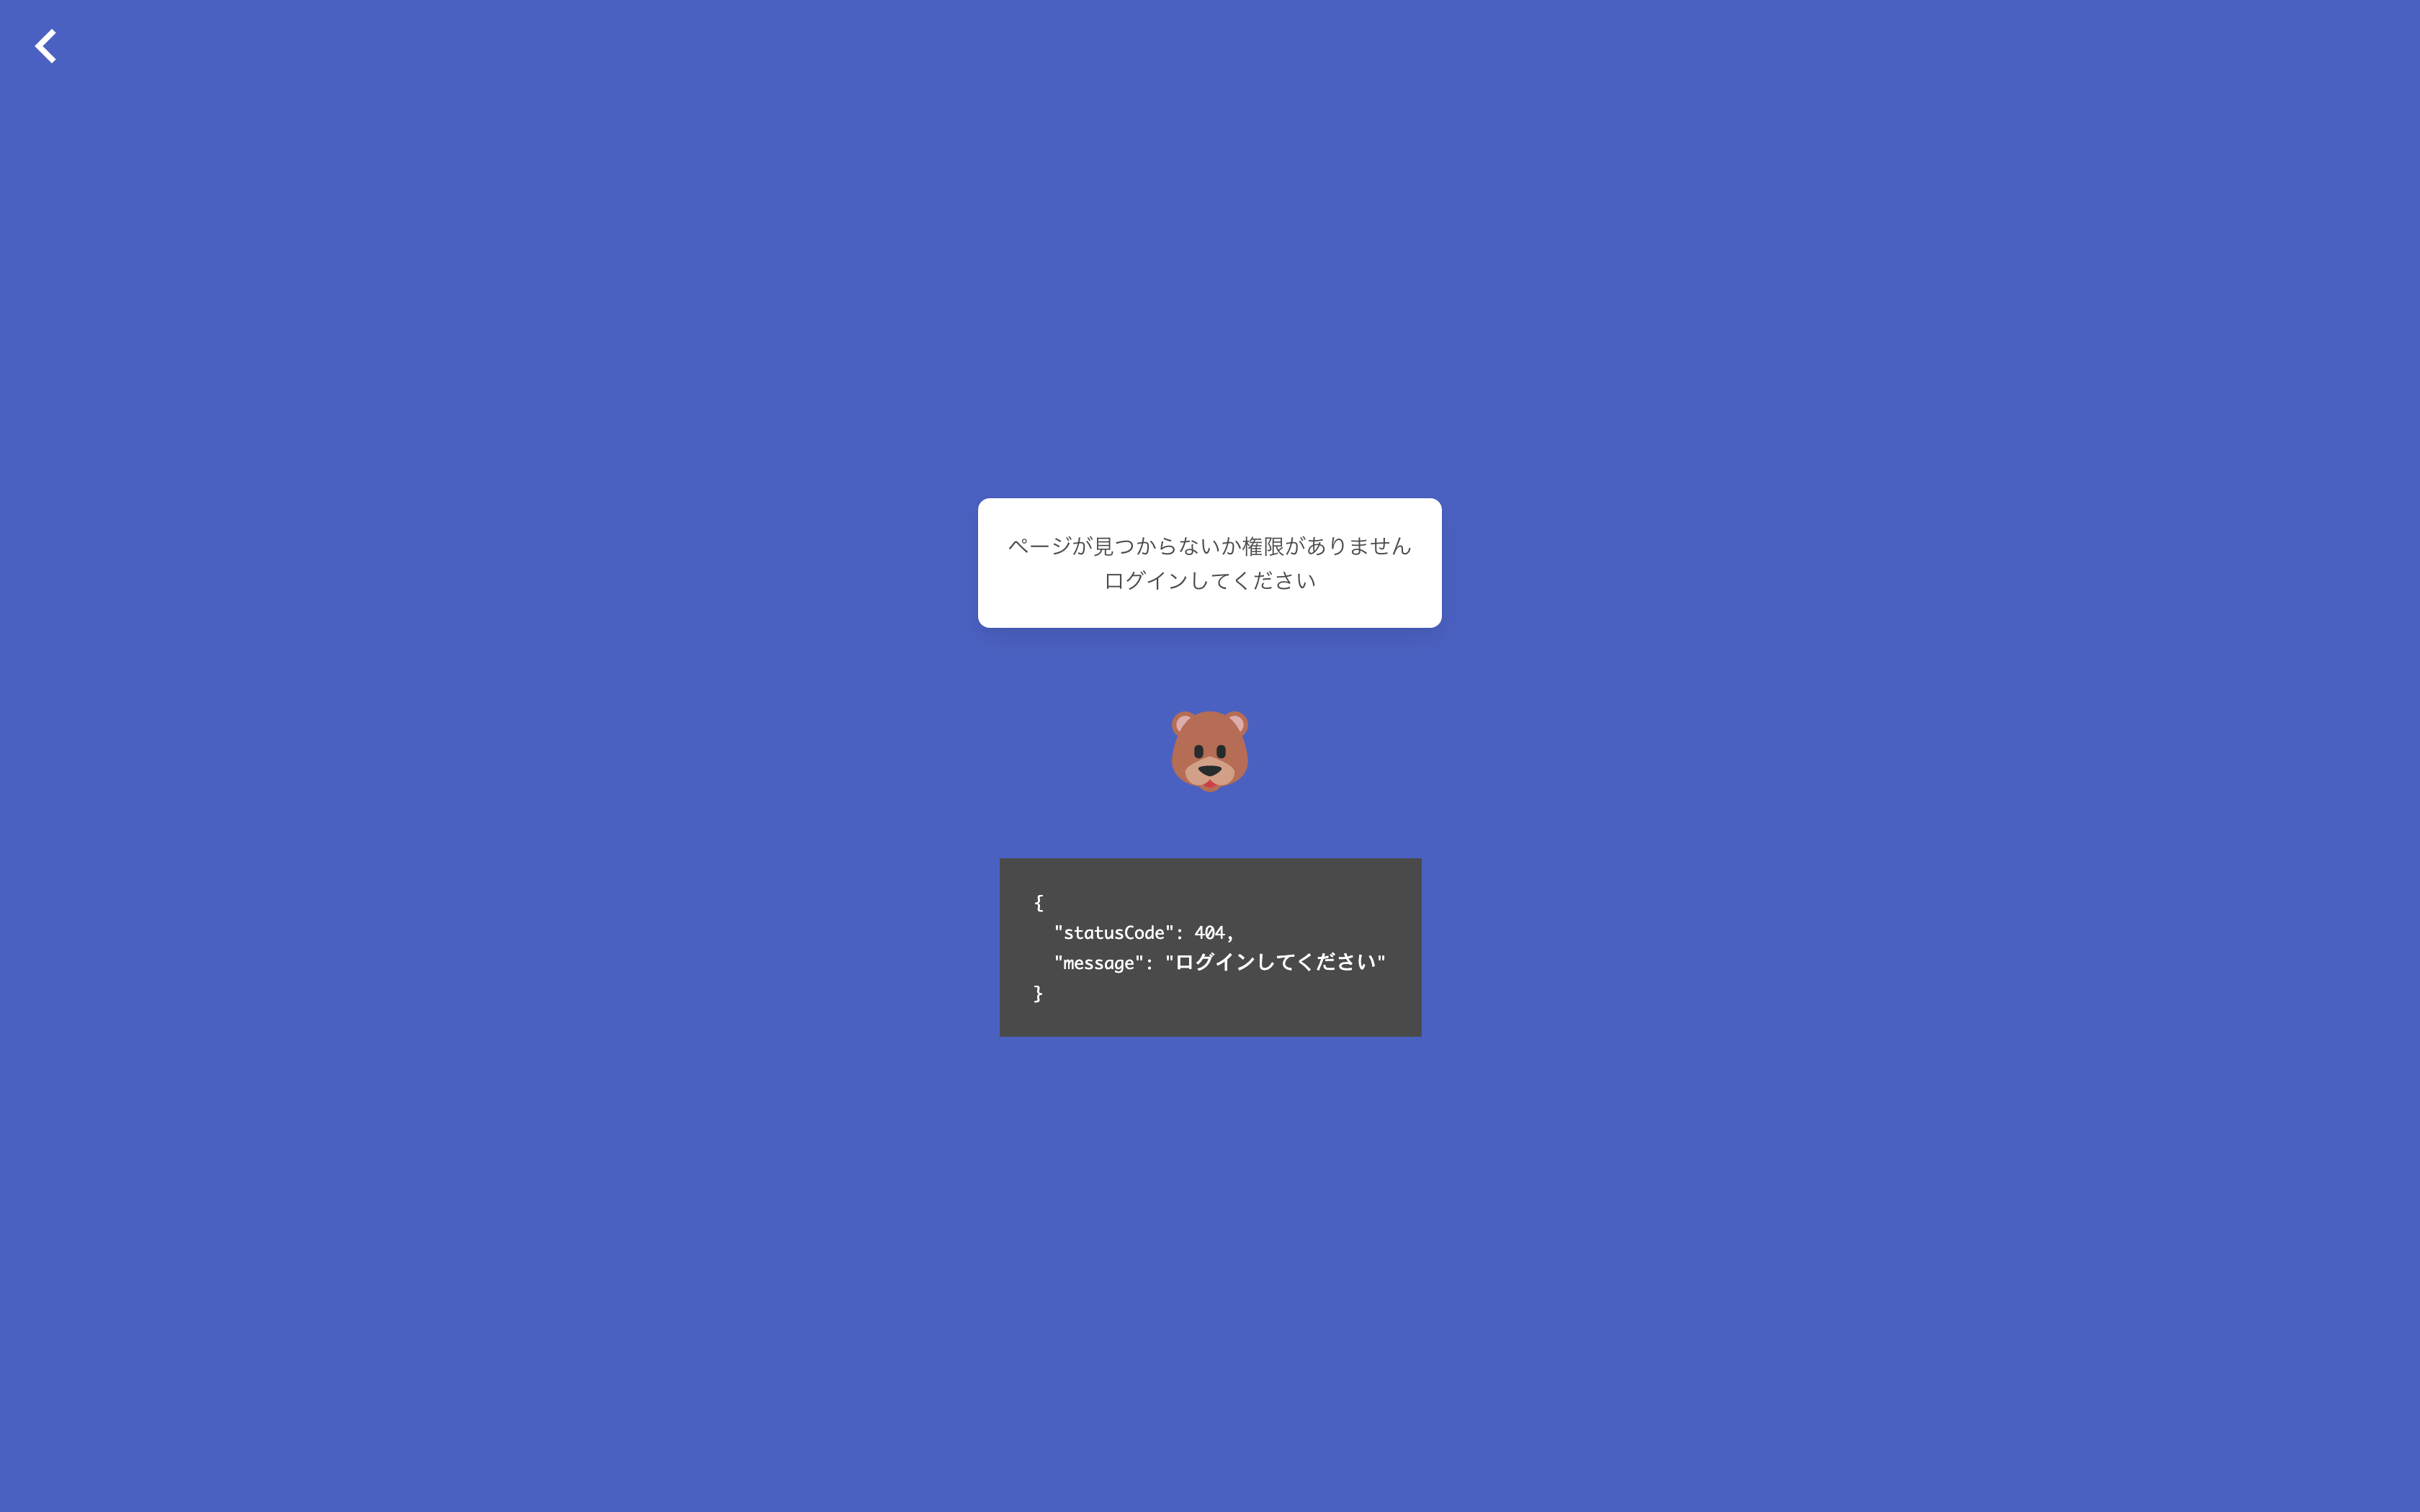 ページが見つからないか権限がありません
ログインしてください
{
  "statusCode": 404,
  "message": "ログインしてください"
}